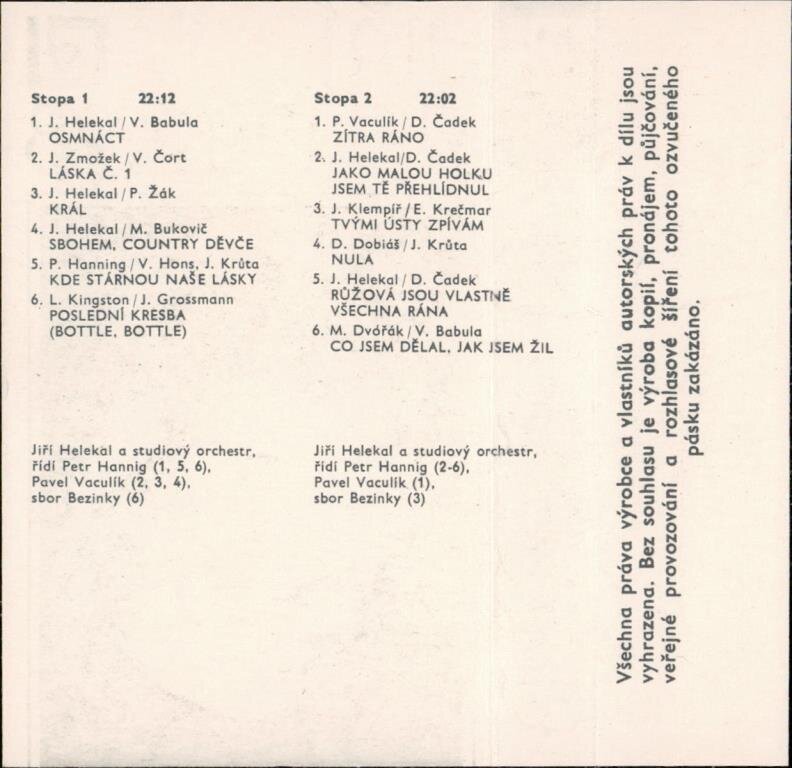 Stopa 1 22:12
1. J. Helekal / V. Babula
OSMNÁCT
2. J. Zmožek / V. Čort
LÁSKA Č. 1
3. J. Helekal / P. Žák
KRÁL
4. J. Helekal / M. Bukovič
SBOHEM, COUNTRY DĚVČE
5. P. Hanning / V. Hons, J. Krůta
KDE STÁRNOU NAŠE LÁSKY
6. L. Kingston / J. Grossmann
POSLEDNÍ KRESBA
(BOTTLE, BOTTLE)
Jiří Helekal a studiový orchestr,
řídí Petr Hannig (1, 5, 6),
Pavel Vaculík (2, 3, 4),
sbor Bezinky (6)
Stopa 2 22:02
1. P. Vaculík / D. Čadek
ZÍTRA RÁNO
2. J. Helekal/D. Čadek
JAKO MALOU HOLKU
JSEM TĚ PŘEHLÍDNUL
3. J. Klempíř / E. Krečmar
TVÝMI ÚSTY ZPÍVÁM
4. D. Dobiáš / J. Krůta
NULA
5. J. Helekal / D. Čadek
RŮŽOVÁ JSOU VLASTNĚ
VŠECHNA RÁNA
6. M. Dvořák / V. Babula
CO JSEM DĚLAL, JAK JSEM ŽIL
Jiří Helekal a studiový orchestr,
řídí Petr Hannig (2-6),
Pavel Vaculík (1),
sbor Bezinky (3)
Všechna práva výrobce a vlastníků autorských práv k dílu jsou
vyhrazena. Bez souhlasu je výroba kopií, pronájem, půjčování,
veřejné provozování a rozhlasové šíření tohoto ozvučeného
pásku zakázáno.